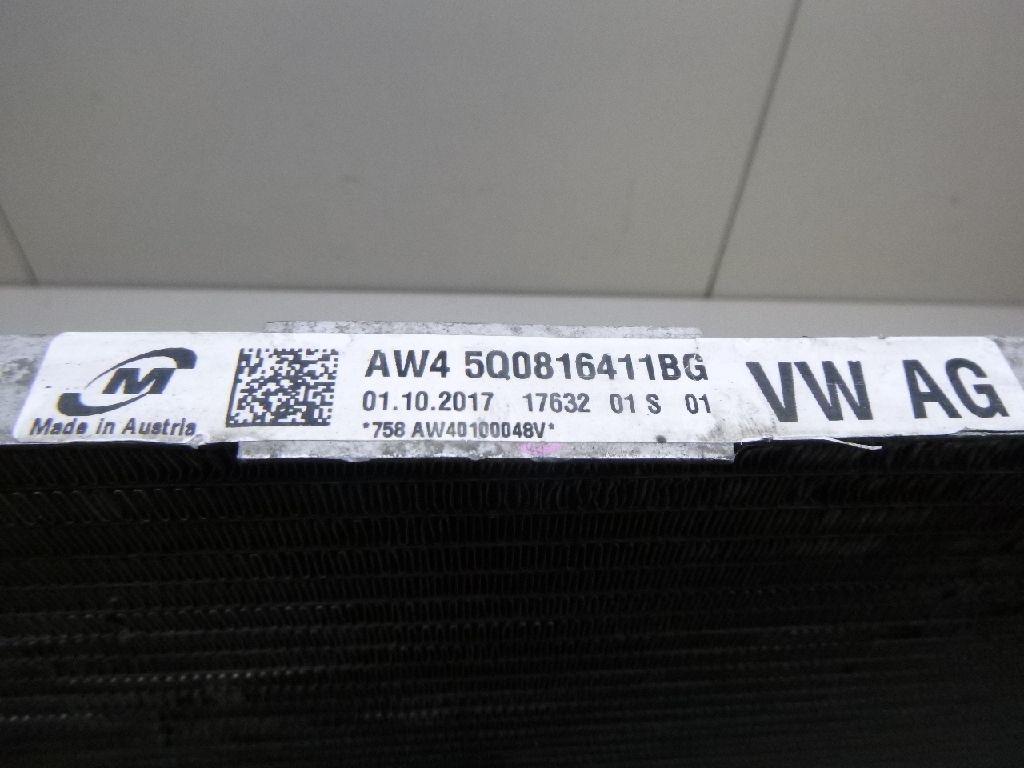 M
Made in Austria
AW4 5Q0816411BG
01.10.2017 17632 01 S 01
*758 AW40100048V*
VW AG